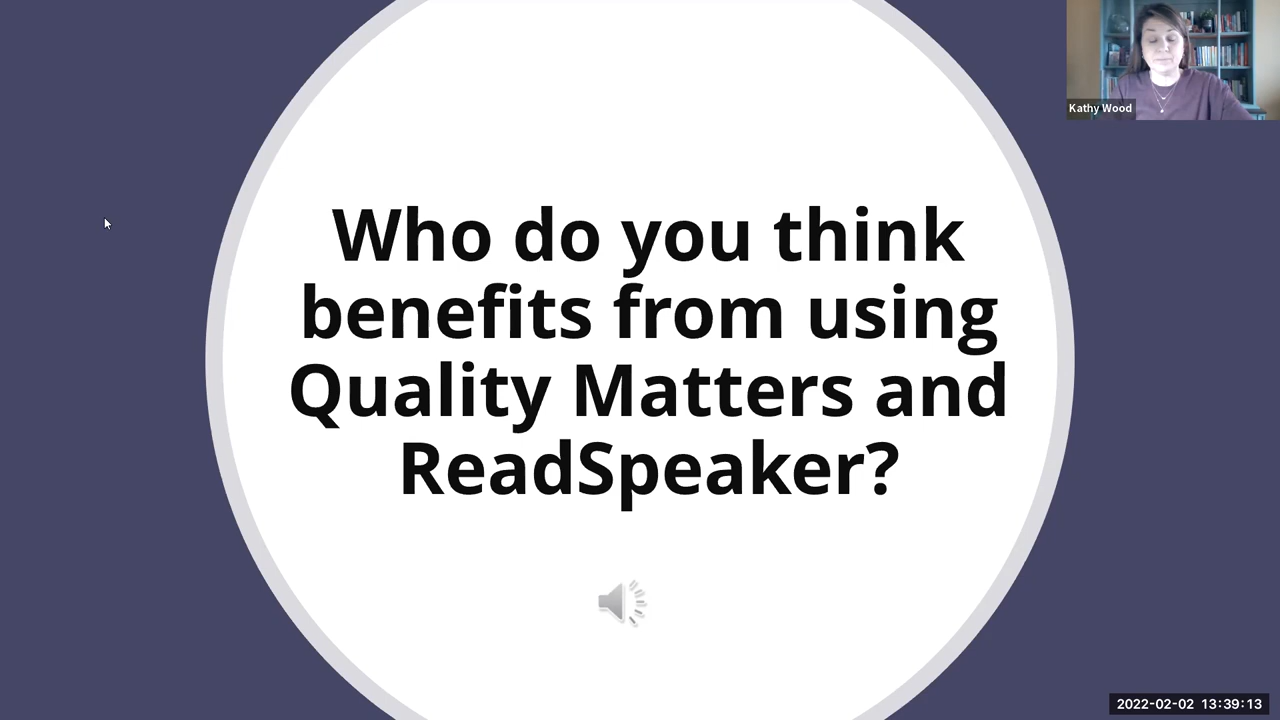 Kathy Wood
Who do you think
benefits from using
Quality Matters and
ReadSpeaker?
2022-02-02 13:39:13